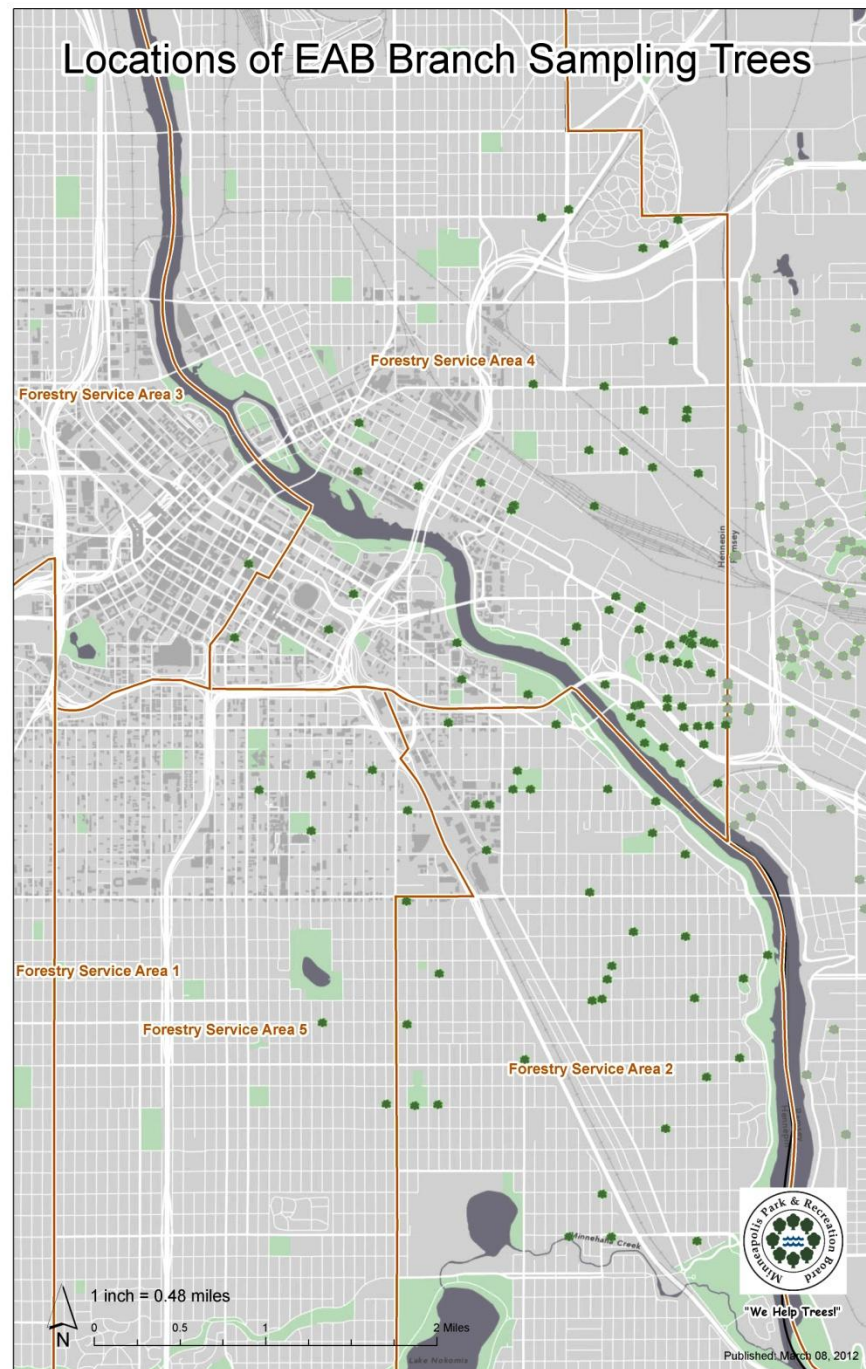 Locations of EAB Branch Sampling Trees
Forestry Service Area 4
Forestry Service Area 3
Hennepin
Ramsey
Forestry Service Area 1
Forestry Service Area 5
Forestry Service Area 2
Hennepin
Ramsey
Minneapolis Park & Recreation Board
Minnehaha Creek
1 inch = 0.48 miles
"We Help Trees!"
N
0 0.5 1 2 Miles
Lake Nokomis
Published: March 08, 2012